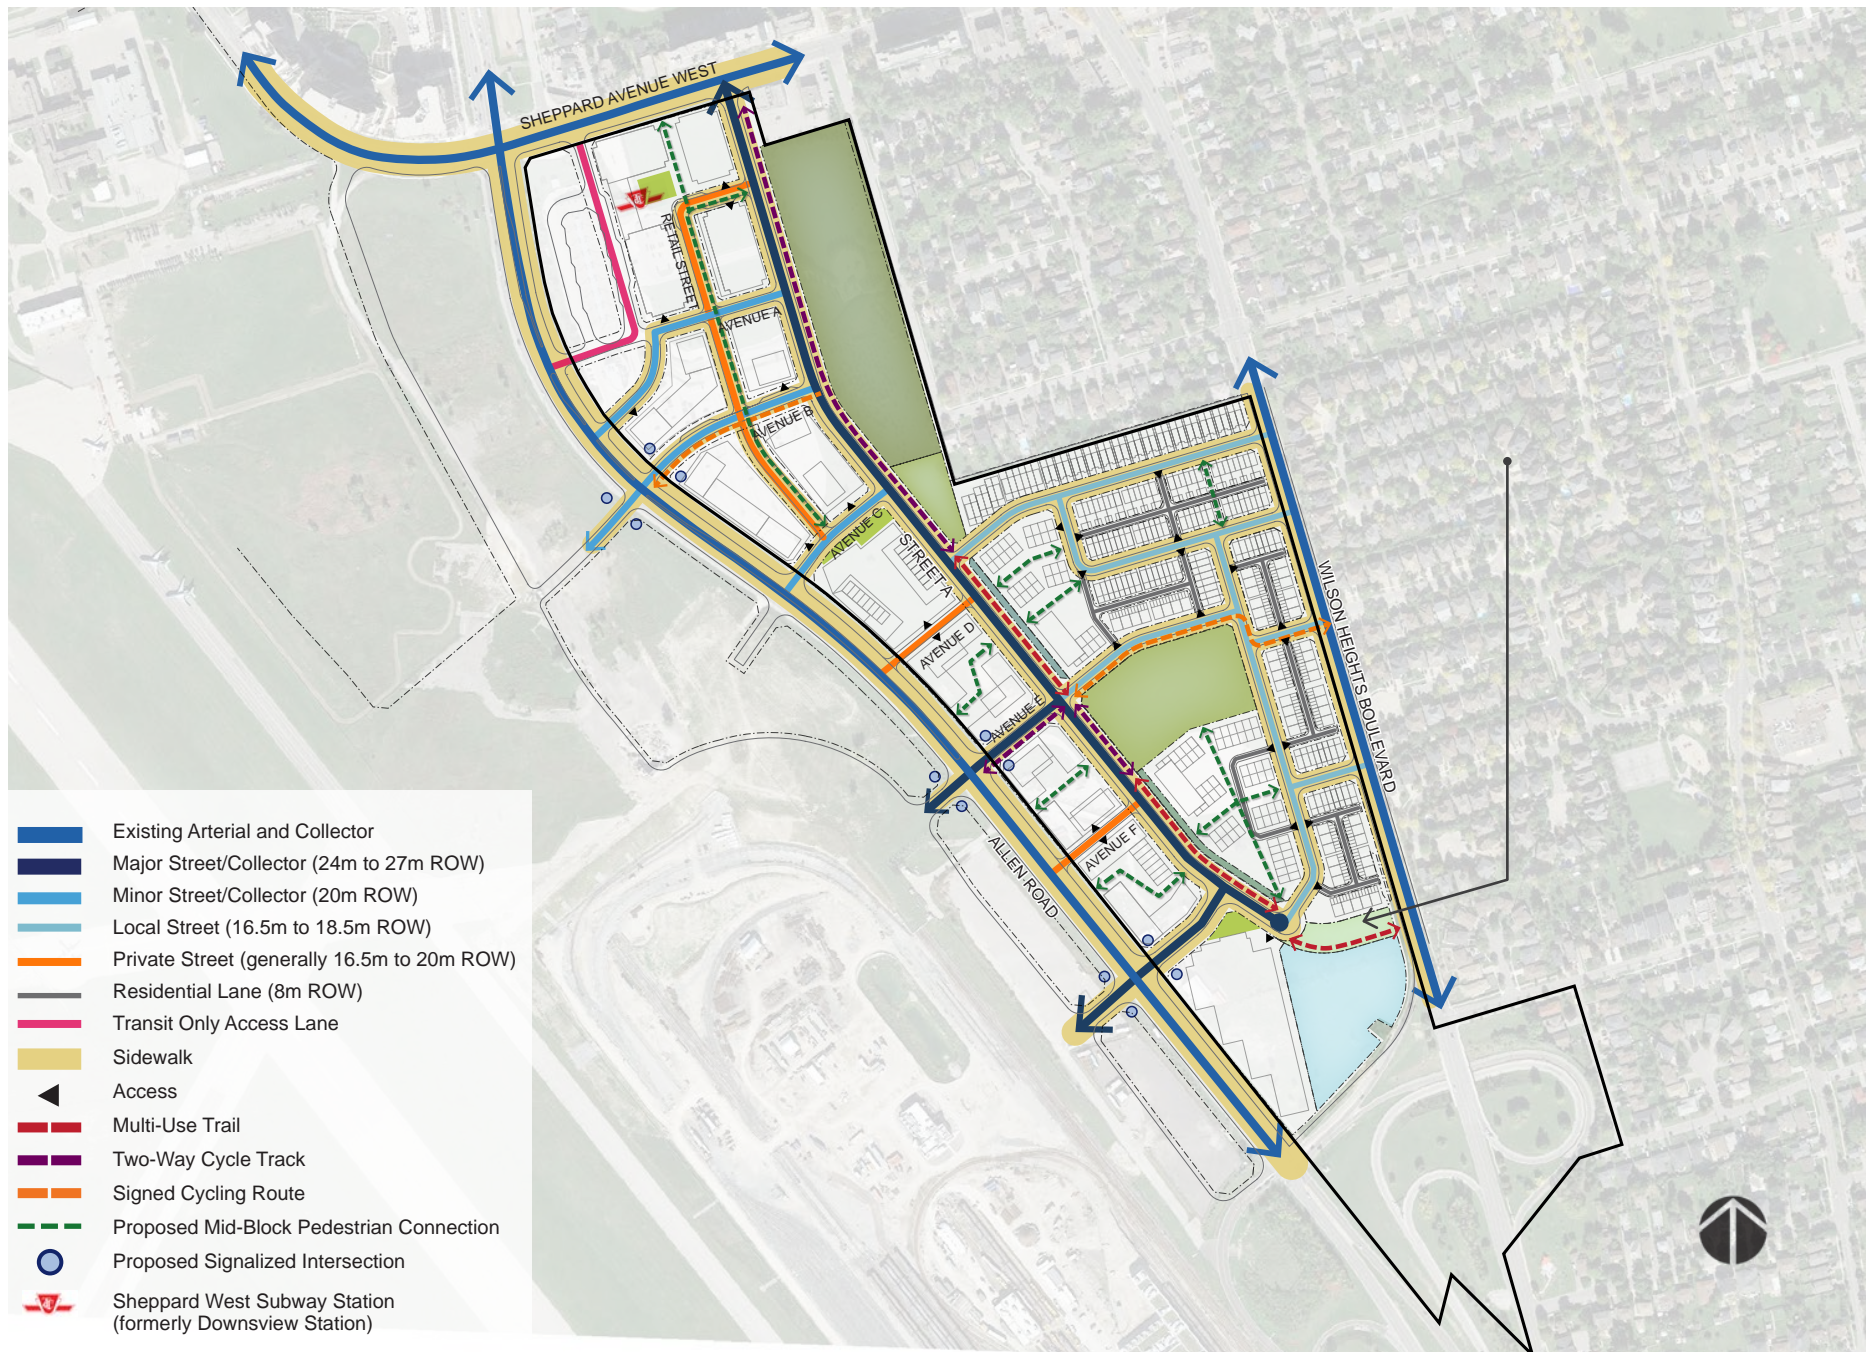 SHEPPARD AVENUE WEST
RETAIL STREET
AVENUE A
AVENUE B
AVENUE C
STREET A
AVENUE D
AVENUE E
AVENUE F
ALLEN ROAD
WILSON HEIGHTS BOULEVARD
Existing Arterial and Collector
Major Street/Collector (24m to 27m ROW)
Minor Street/Collector (20m ROW)
Local Street (16.5m to 18.5m ROW)
Private Street (generally 16.5m to 20m ROW)
Residential Lane (8m ROW)
Transit Only Access Lane
Sidewalk
Access
Multi-Use Trail
Two-Way Cycle Track
Signed Cycling Route
Proposed Mid-Block Pedestrian Connection
Proposed Signalized Intersection
Sheppard West Subway Station
(formerly Downsview Station)